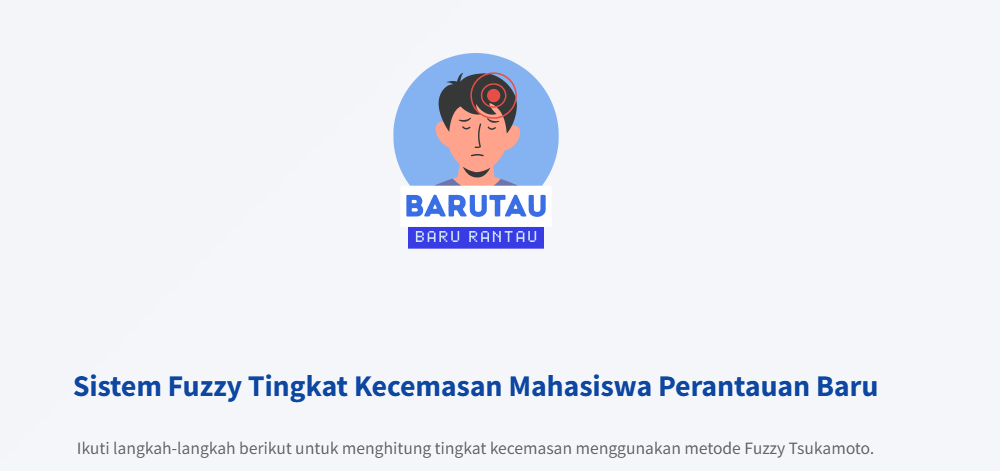 BARUTAU
BARU RANTAU
Sistem Fuzzy Tingkat Kecemasan Mahasiswa Perantauan Baru
Ikuti langkah-langkah berikut untuk menghitung tingkat kecemasan menggunakan metode Fuzzy Tsukamoto.